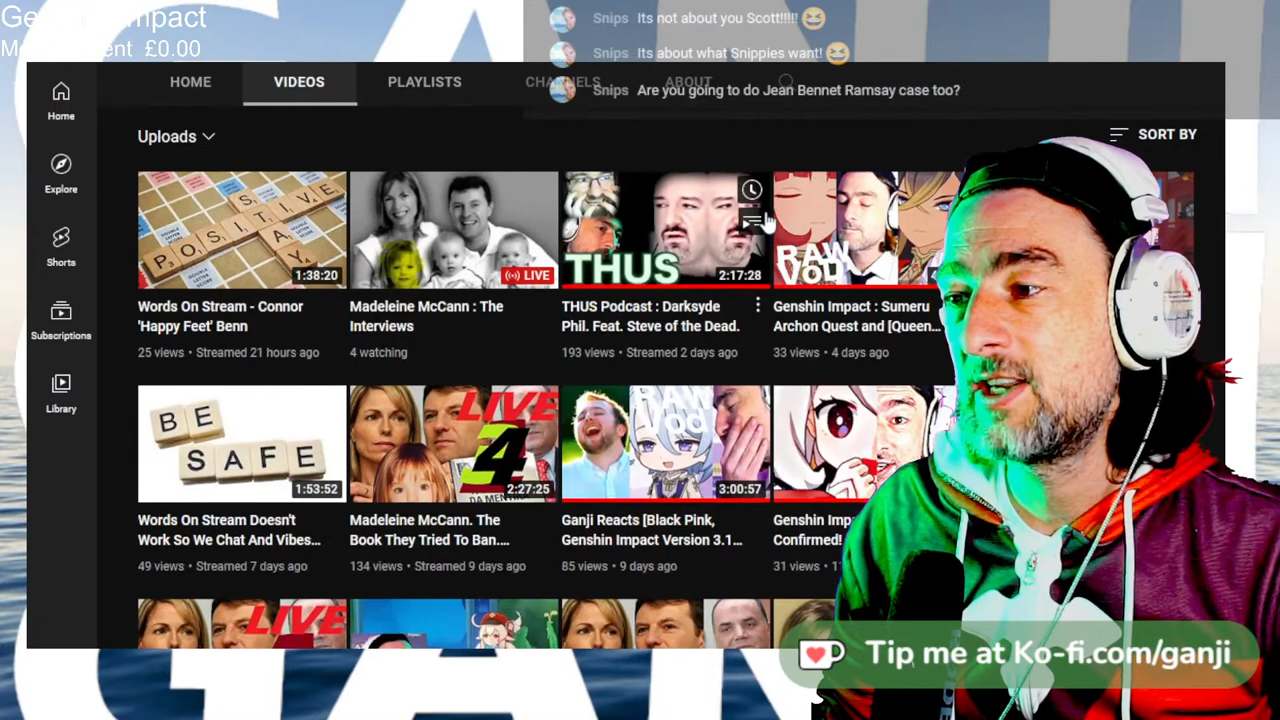 Snips Its not about you Scott!!!!
Snips Its about what Snippies want!
Snips Are you going to do Jean Bennet Ramsay case too?
£0.00
HOME VIDEOS PLAYLISTS CHANNELS ABOUT
Home
Explore
Shorts
Subscriptions
Library
Uploads
SORT BY
POSITIVE
STAY
1:38:20
LIVE
THUS
2:17:28
RAW
YOU
Words On Stream - Connor
'Happy Feet' Benn
25 views • Streamed 21 hours ago
Madeleine McCann : The
Interviews
4 watching
THUS Podcast : Darksyde
Phil. Feat. Steve of the Dead.
193 views • Streamed 2 days ago
Genshin Impact : Sumeru
Archon Quest and [Queen...
33 views • 4 days ago
BE
SAFE
1:53:52
LIVE
4
2:27:25
RAW
3:00:57
Words On Stream Doesn't
Work So We Chat And Vibes...
49 views • Streamed 7 days ago
Madeleine McCann. The
Book They Tried To Ban....
134 views • Streamed 9 days ago
Ganji Reacts [Black Pink,
Genshin Impact Version 3.1...
85 views • 9 days ago
Genshin
Confirmed!
31 views
LIVE
Tip me at Ko-fi.com/ganji